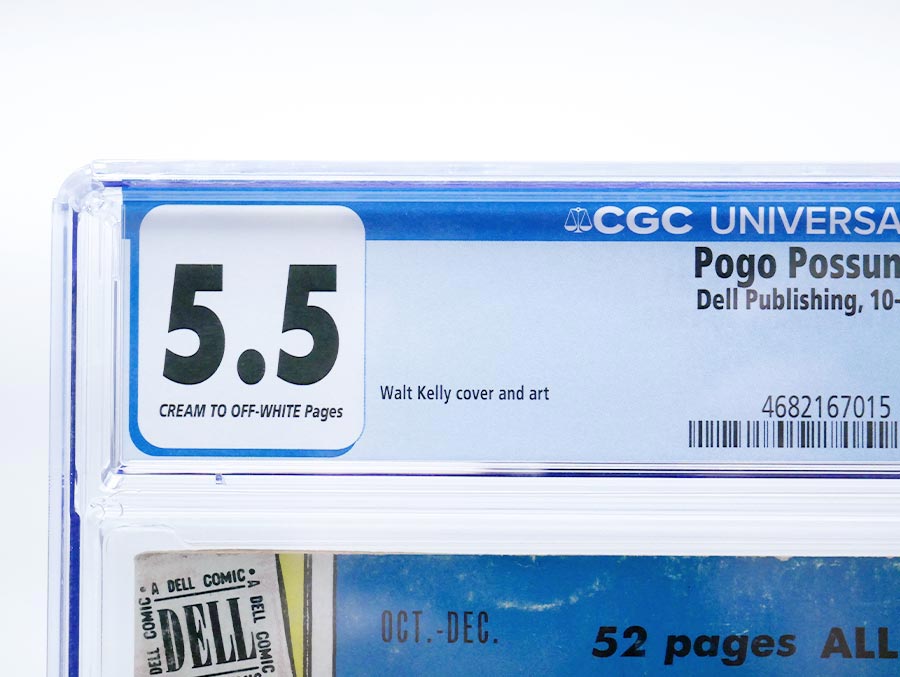 CGC UNIVERSA
Pogo Possum
Dell Publishing, 10-
5.5
CREAM TO OFF-WHITE Pages
Walt Kelly cover and art
4682167015
A DELL COMIC
DELL COMIC
DELL
A DELL COMIC
OCT.-DEC.
52 pages ALL